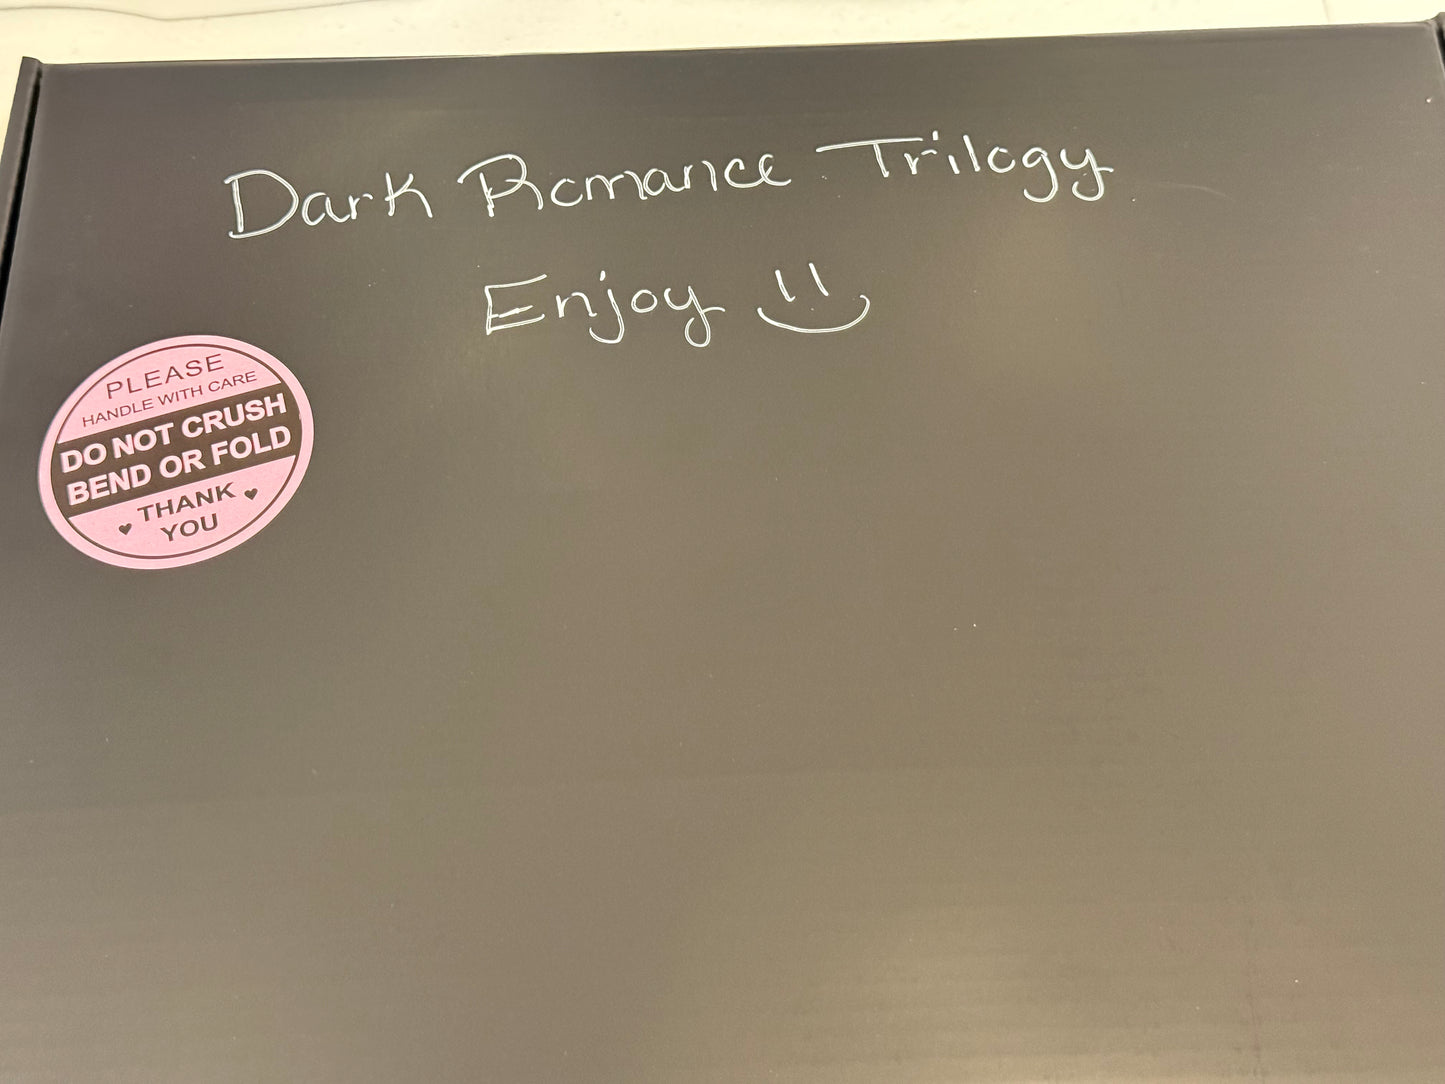 Dark Romance Trilogy
Enjoy
PLEASE
HANDLE WITH CARE
DO NOT CRUSH
BEND OR FOLD
THANK
YOU